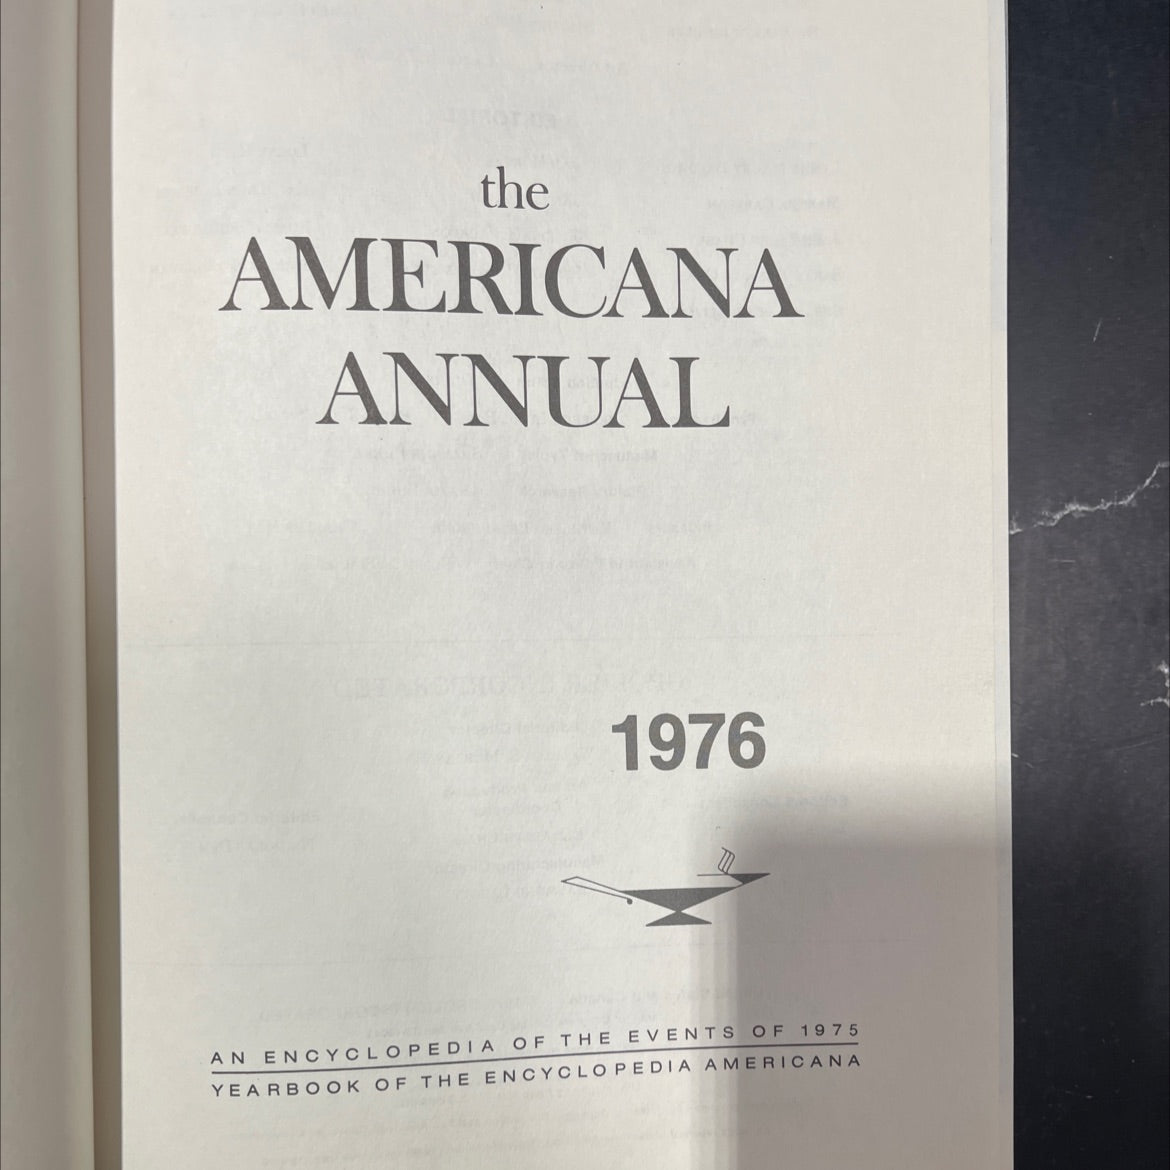 the
AMERICANA
ANNUAL
1976
AN ENCYCLOPEDIA OF THE EVENTS OF 1975
YEARBOOK OF THE ENCYCLOPEDIA AMERICANA